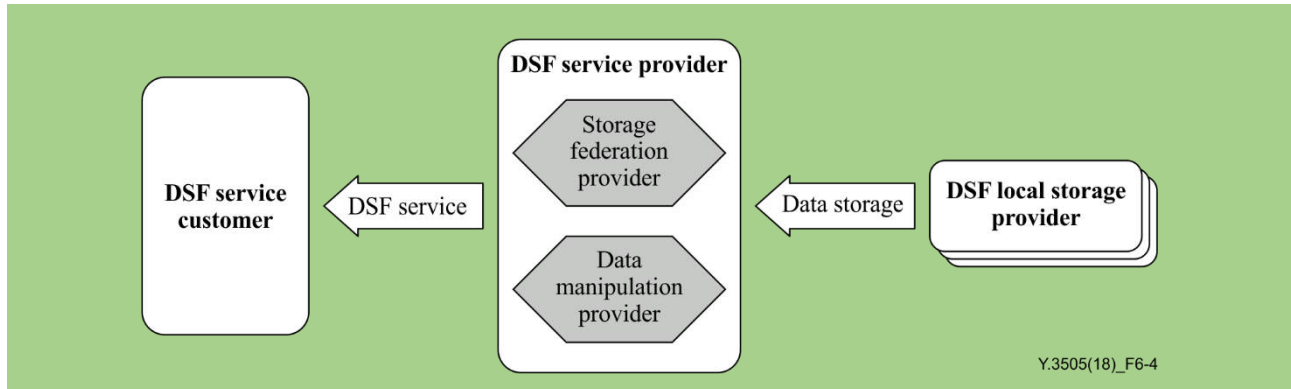 DSF service
customer
DSF service
DSF service provider
Storage
federation
provider
Data
manipulation
provider
Data storage
DSF local storage
provider
Y.3505(18)_F6-4